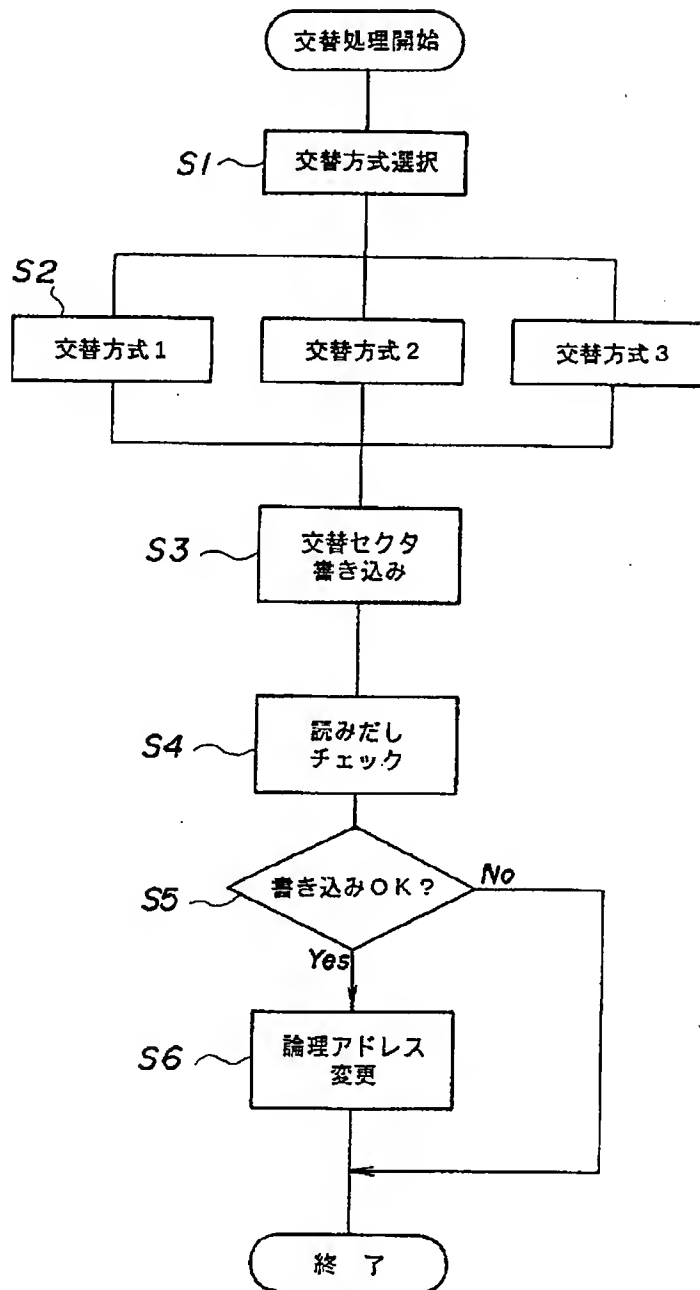 交替処理開始
S1
交替方式選択
S2
交替方式1
交替方式2
交替方式3
S3
交替セクタ
書き込み
S4
読みだし
チェック
S5
書き込みOK?
No
Yes
S6
論理アドレス
変更
終 了